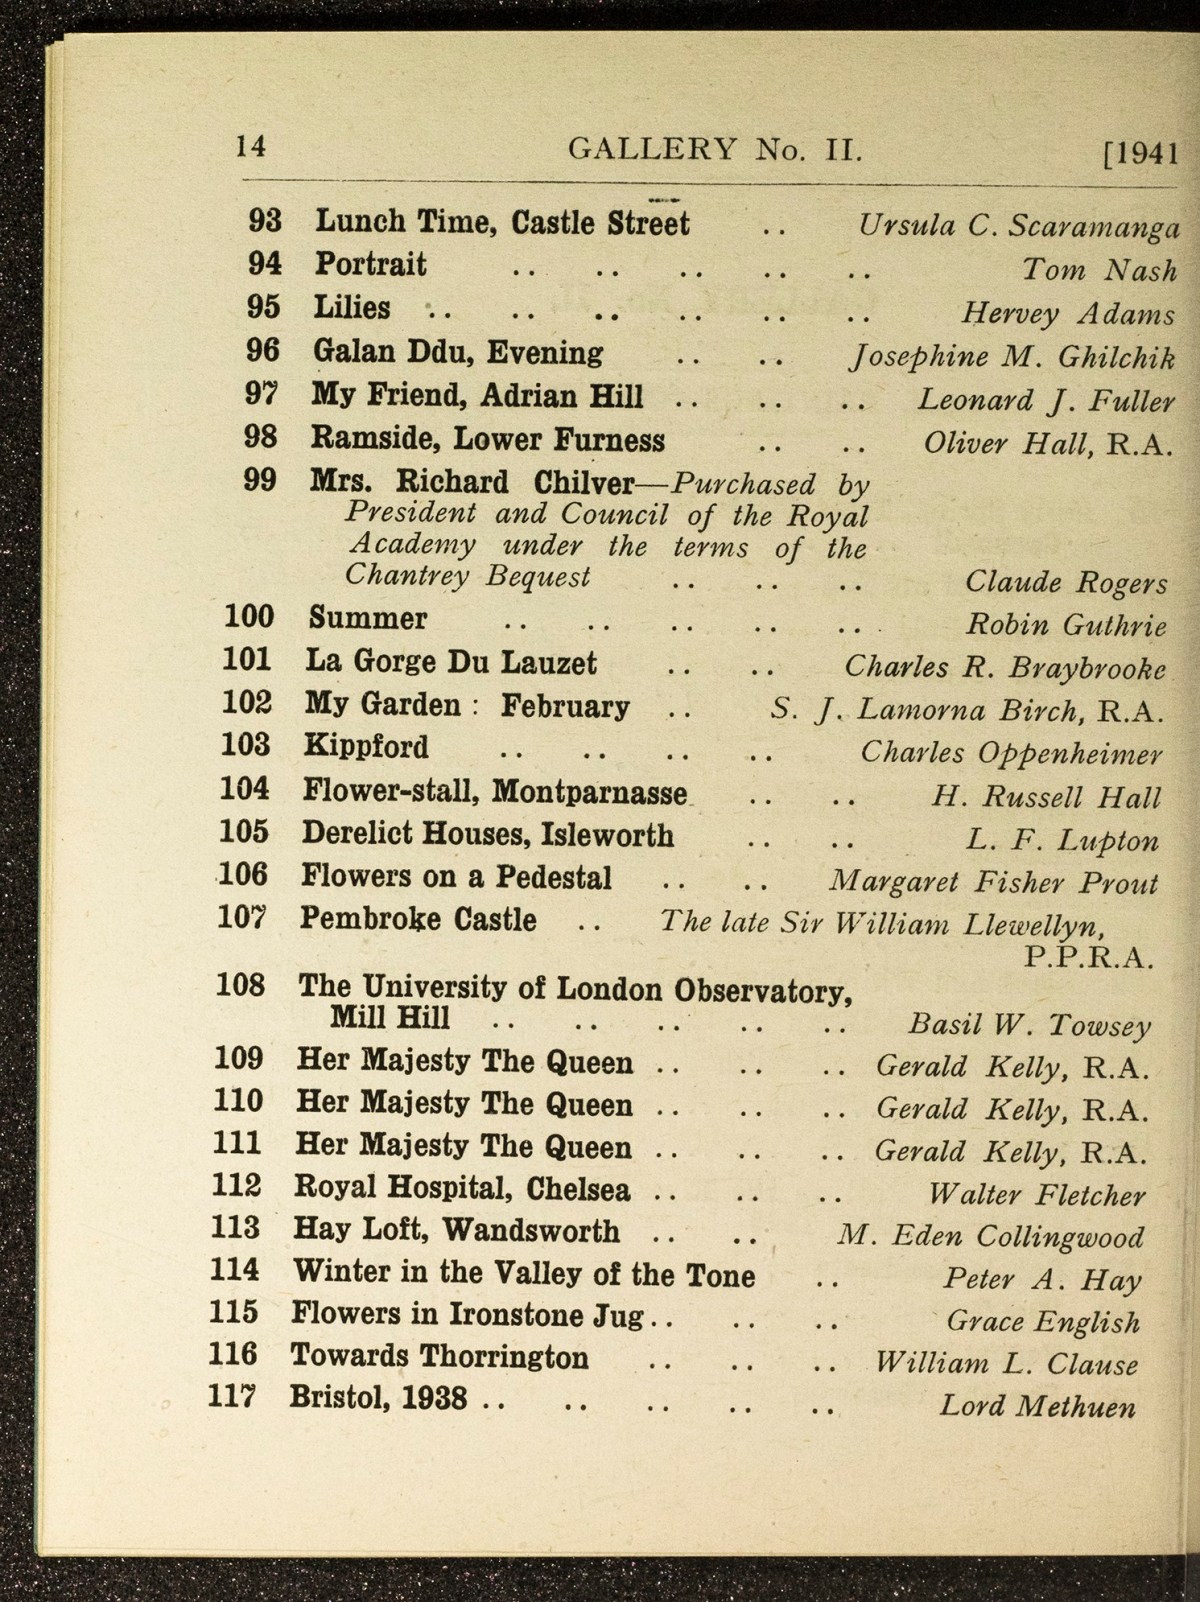 14 GALLERY No. II. [1941
93 Lunch Time, Castle Street .. Ursula C. Scaramanga
94 Portrait .. .. .. .. .. Tom Nash
95 Lilies .. .. .. .. .. .. Hervey Adams
96 Galan Ddu, Evening .. .. Josephine M. Ghilchik
97 My Friend, Adrian Hill .. .. .. Leonard J. Fuller
98 Ramside, Lower Furness .. .. Oliver Hall, R.A.
99 Mrs. Richard Chilver—Purchased by
President and Council of the Royal
Academy under the terms of the
Chantrey Bequest .. .. .. Claude Rogers
100 Summer .. .. .. .. .. Robin Guthrie
101 La Gorge Du Lauzet .. .. Charles R. Braybrooke
102 My Garden : February .. S. J. Lamorna Birch, R.A.
103 Kippford .. .. .. .. Charles Oppenheimer
104 Flower-stall, Montparnasse .. .. H. Russell Hall
105 Derelict Houses, Isleworth .. .. L. F. Lupton
106 Flowers on a Pedestal .. .. Margaret Fisher Prout
107 Pembroke Castle .. The late Sir William Llewellyn,
P.P.R.A.
108 The University of London Observatory,
Mill Hill .. .. .. .. .. Basil W. Towsey
109 Her Majesty The Queen .. .. .. Gerald Kelly, R.A.
110 Her Majesty The Queen .. .. .. Gerald Kelly, R.A.
111 Her Majesty The Queen .. .. .. Gerald Kelly, R.A.
112 Royal Hospital, Chelsea .. .. .. Walter Fletcher
113 Hay Loft, Wandsworth .. .. M. Eden Collingwood
114 Winter in the Valley of the Tone .. Peter A. Hay
115 Flowers in Ironstone Jug .. .. .. Grace English
116 Towards Thorrington .. .. .. William L. Clause
117 Bristol, 1938 .. .. .. .. .. Lord Methuen